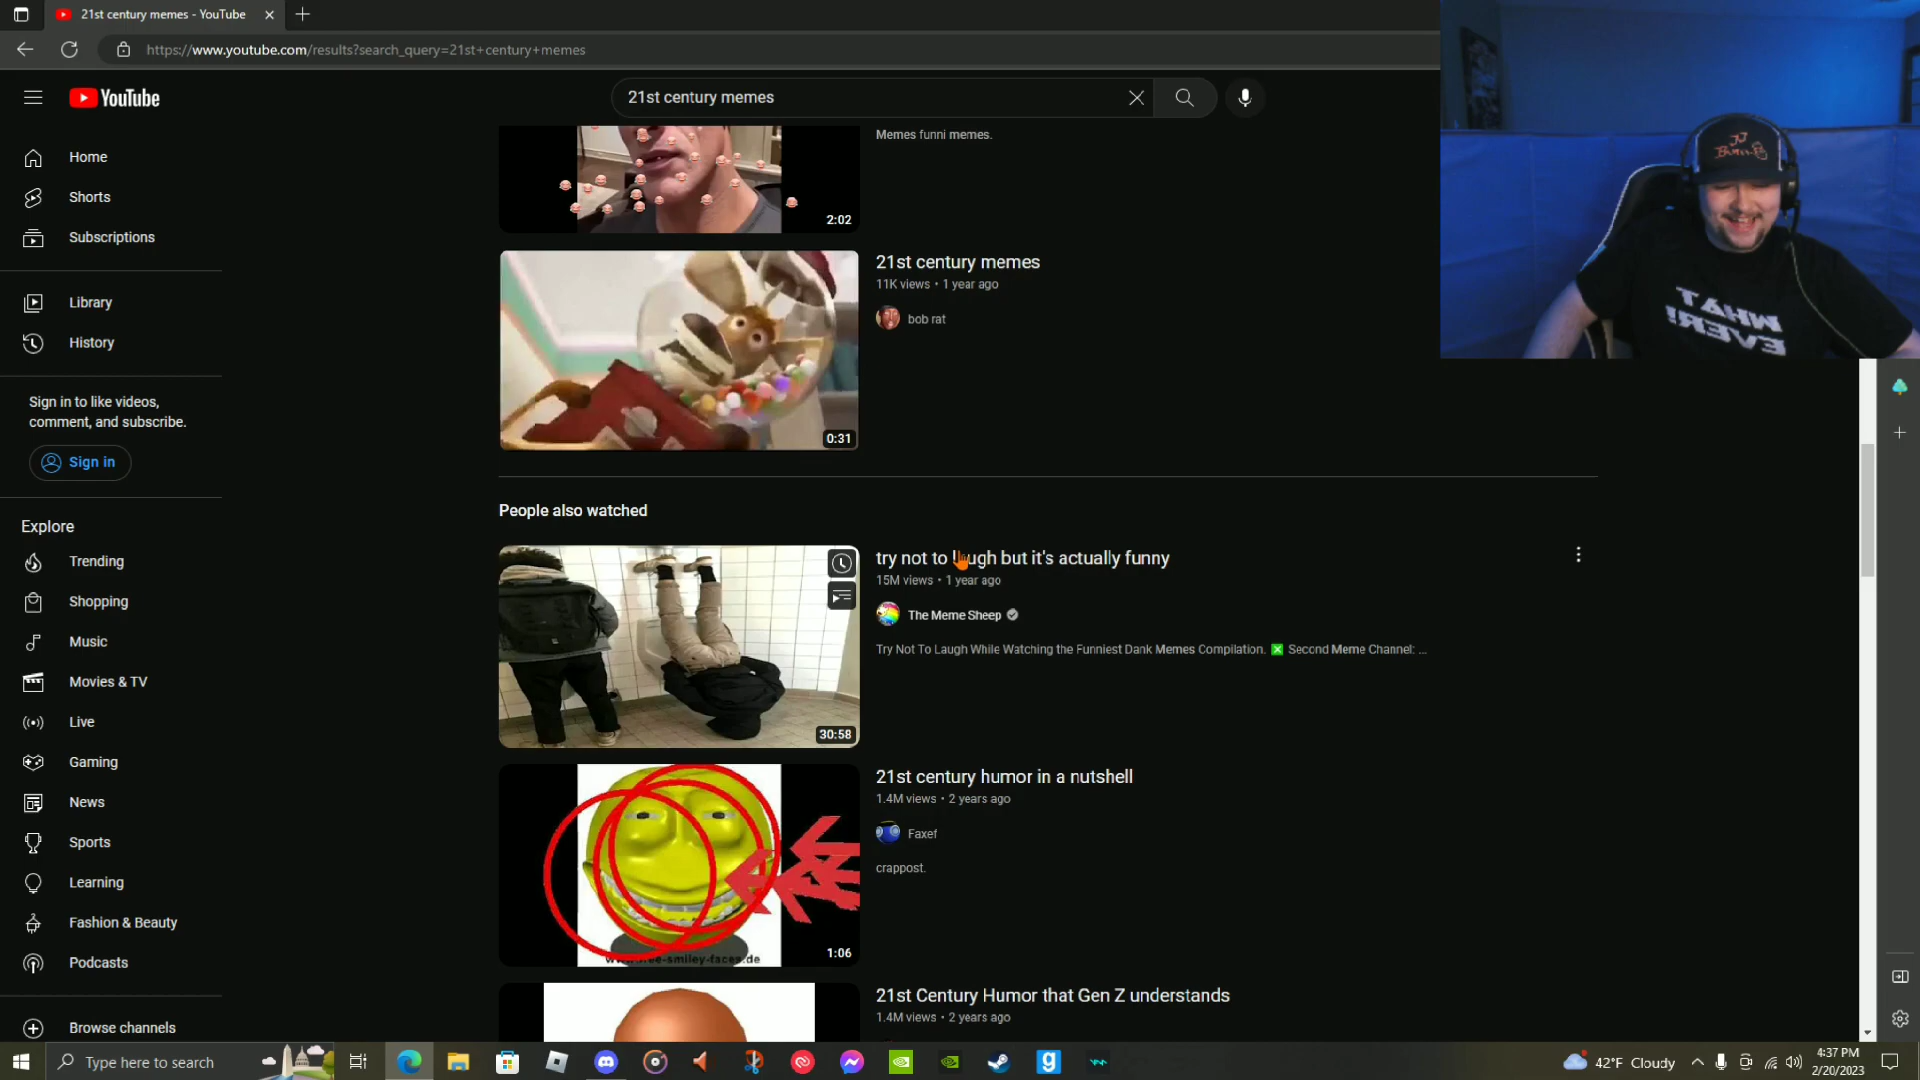 21st century memes - YouTube
https://www.youtube.com/results?search_query=21st+century+memes
YouTube
21st century memes
Home
Shorts
Subscriptions
Library
History
Sign in to like videos,
comment, and subscribe.
Sign in
Explore
Trending
Shopping
Music
Movies & TV
Live
Gaming
News
Sports
Learning
Fashion & Beauty
Podcasts
Browse channels
Memes funni memes.
2:02
21st century memes
11K views • 1 year ago
bob rat
0:31
People also watched
try not to laugh but it's actually funny
15M views • 1 year ago
The Meme Sheep
Try Not To Laugh While Watching the Funniest Dank Memes Compilation. ❎ Second Meme Channel: ...
30:58
21st century humor in a nutshell
1.4M views • 2 years ago
Faxef
crappost.
1:06
21st Century Humor that Gen Z understands
1.4M views • 2 years ago
WHAT
EVER!
Type here to search
42°F Cloudy
4:37 PM
2/20/2023